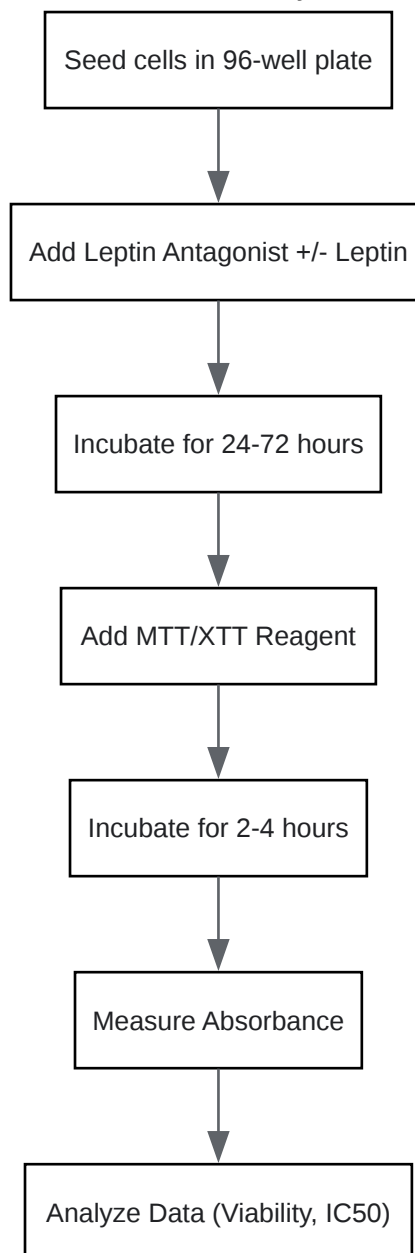 Seed cells in 96-well plate
Add Leptin Antagonist +/- Leptin
Incubate for 24-72 hours
Add MTT/XTT Reagent
Incubate for 2-4 hours
Measure Absorbance
Analyze Data (Viability, IC50)